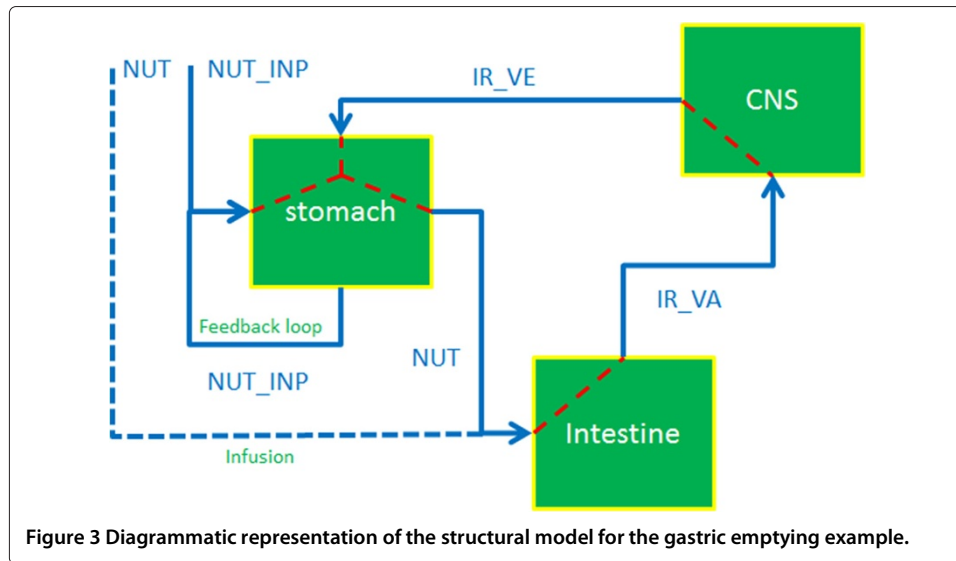 NUT
NUT_INP
IR_VE
CNS
stomach
IR_VA
Feedback loop
NUT
NUT_INP
Intestine
Infusion
Figure 3 Diagrammatic representation of the structural model for the gastric emptying example.